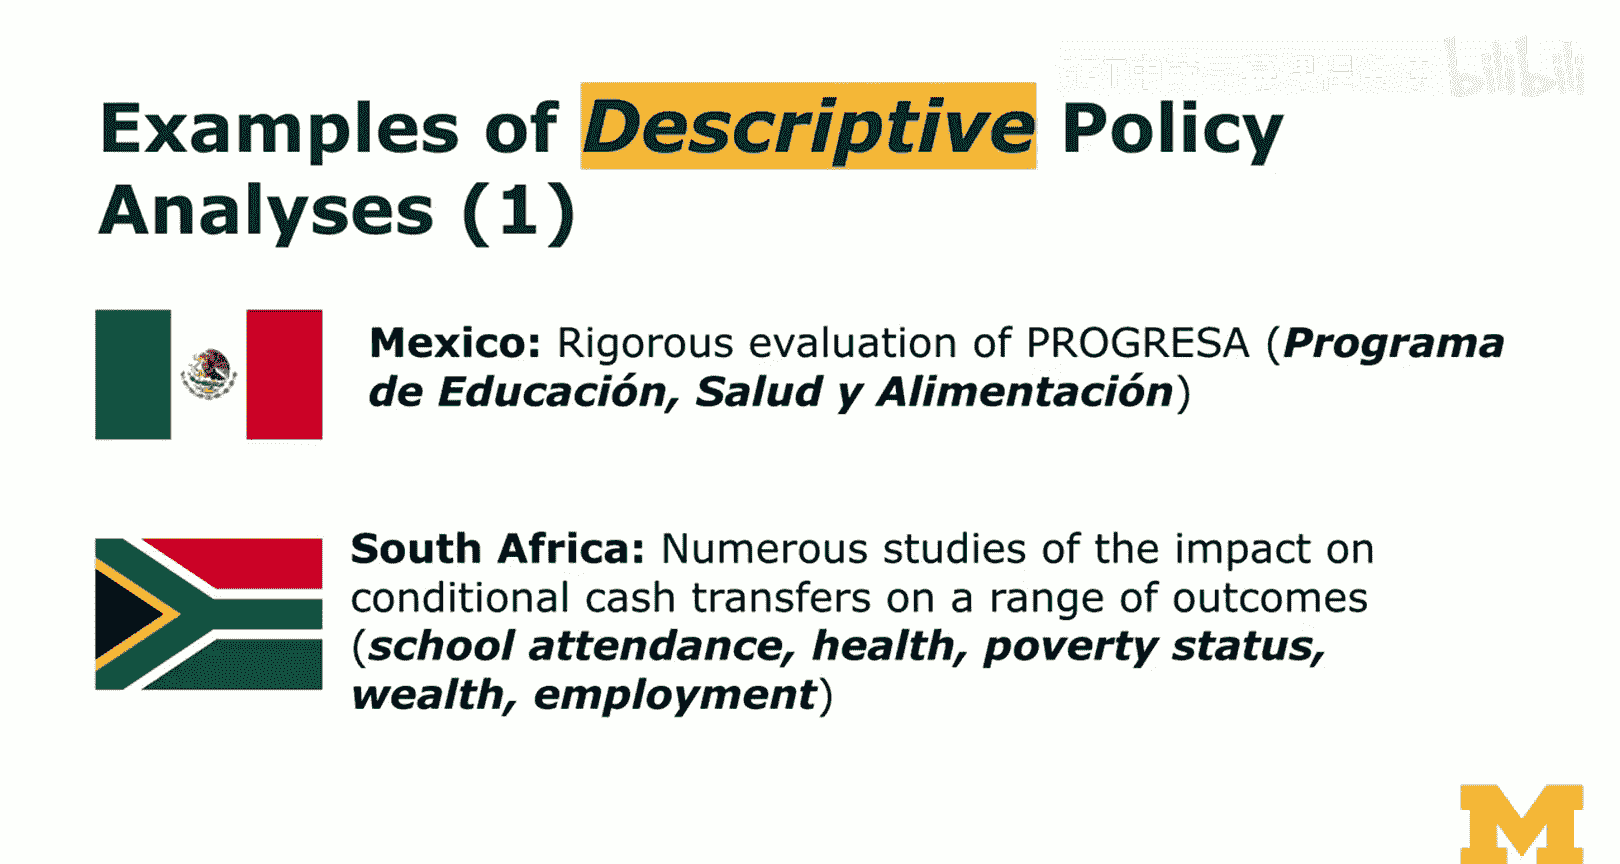 Examples of Descriptive Policy
Analyses (1)
Mexico: Rigorous evaluation of PROGRESA (Programa
de Educación, Salud y Alimentación)
South Africa: Numerous studies of the impact on
conditional cash transfers on a range of outcomes
(school attendance, health, poverty status,
wealth, employment)
bilibili
M